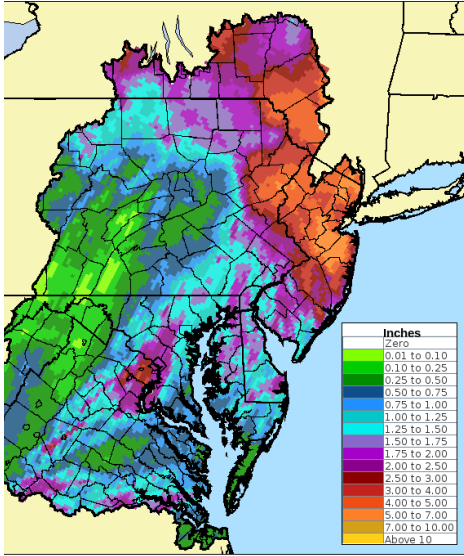 Inches
Zero
0.01 to 0.10
0.10 to 0.25
0.25 to 0.50
0.50 to 0.75
0.75 to 1.00
1.00 to 1.25
1.25 to 1.50
1.50 to 1.75
1.75 to 2.00
2.00 to 2.50
2.50 to 3.00
3.00 to 4.00
4.00 to 5.00
5.00 to 7.00
7.00 to 10.00
Above 10